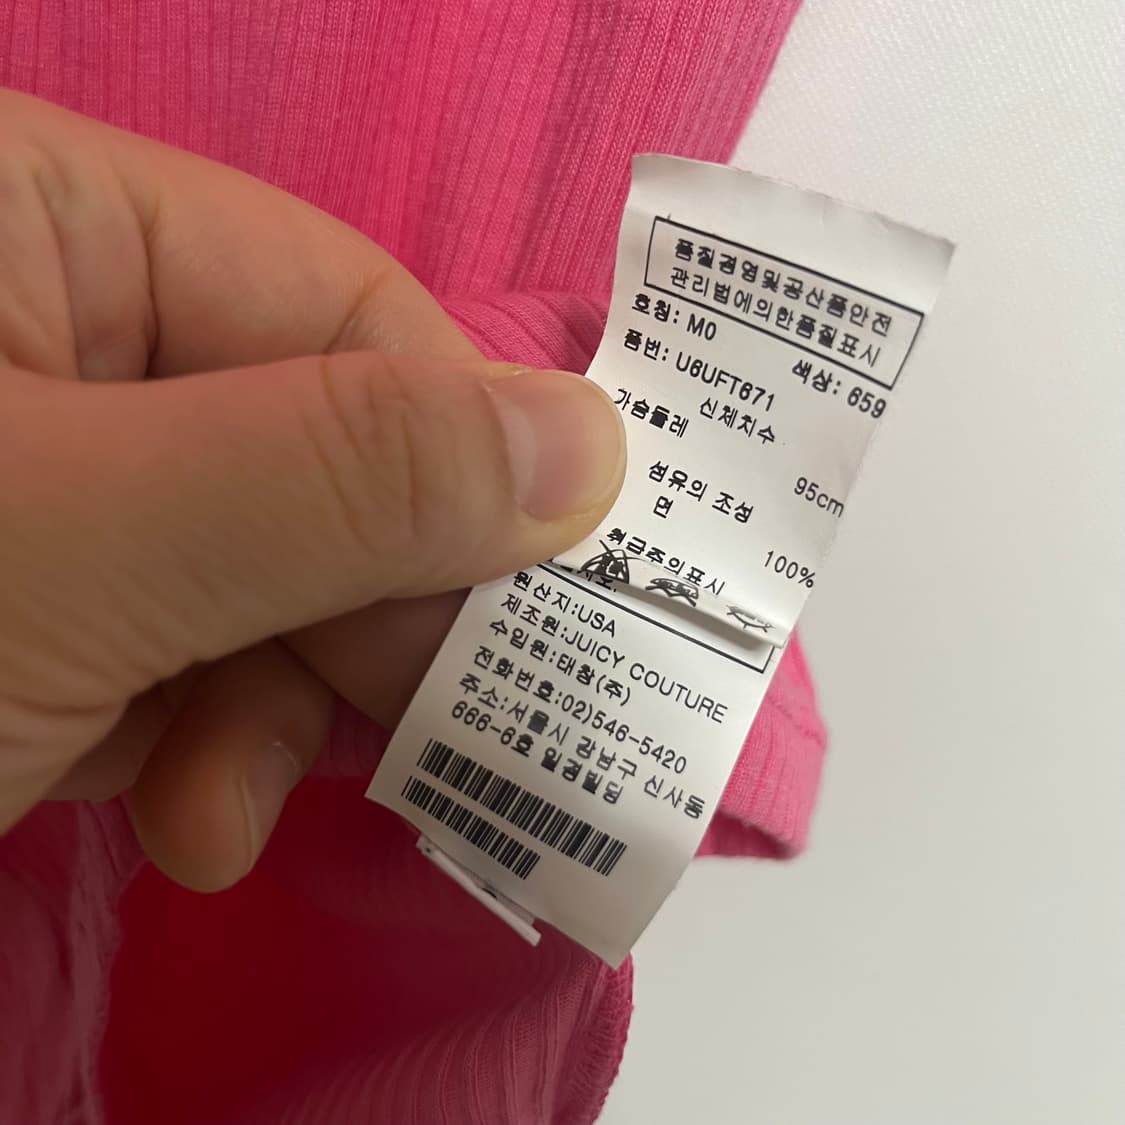 품질경영및공산품안전
관리법에의한품질표시
호칭: M0 색상: 659
품번: U6UFT671
신체치수
가슴둘레 95cm
섬유의 조성
면 100%
취급주의표시
원산지:USA
제조원:JUICY COUTURE
수입원:태창(주)
전화번호:02)546-5420
주소:서울시 강남구 신사동
666-6호 일경빌딩